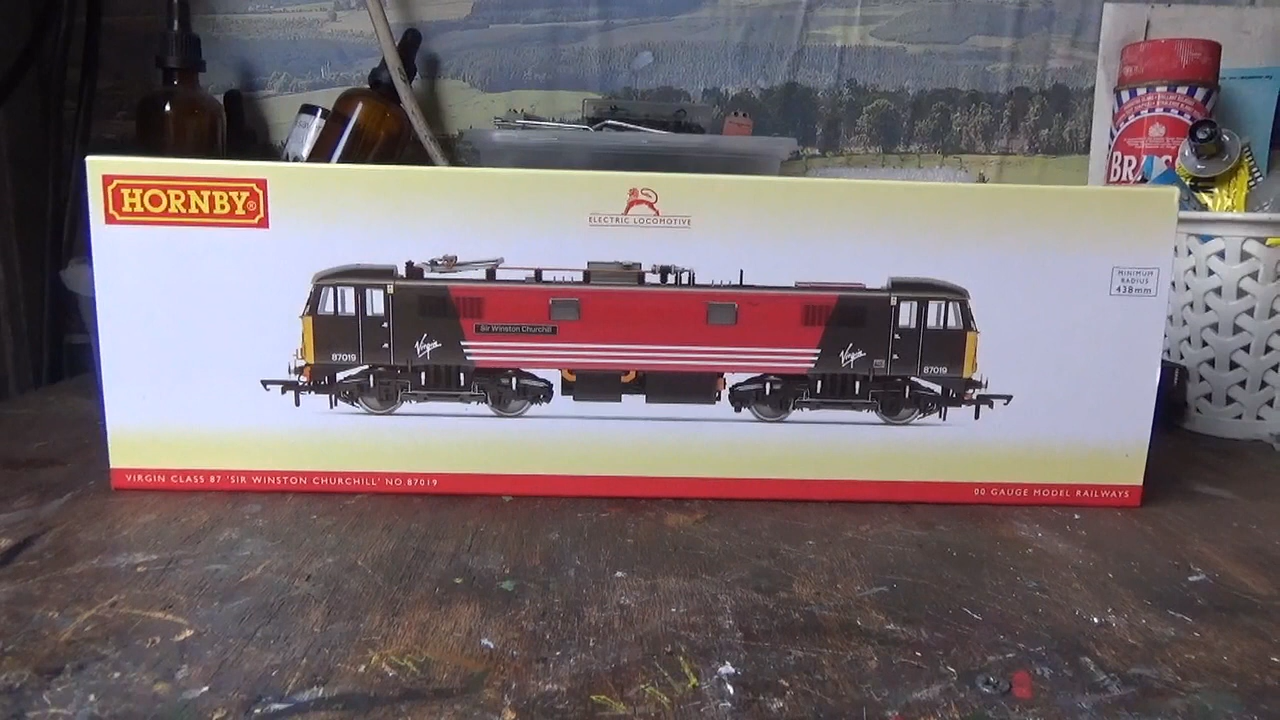 HORNBY®
ELECTRIC LOCOMOTIVE
MINIMUM
RADIUS
438mm
Sir Winston Churchill
87019
Virgin
Virgin
87019
VIRGIN CLASS 87 'SIR WINSTON CHURCHILL' NO.87019
00 GAUGE MODEL RAILWAYS
BRAS